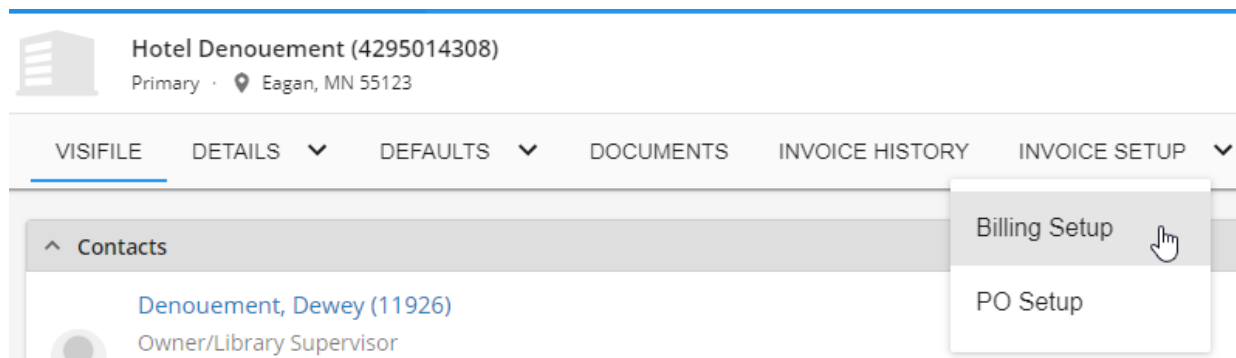 Hotel Denouement (4295014308)
Primary · Eagan, MN 55123
VISIFILE DETAILS DEFAULTS DOCUMENTS INVOICE HISTORY INVOICE SETUP
Billing Setup
PO Setup
Contacts
Denouement, Dewey (11926)
Owner/Library Supervisor